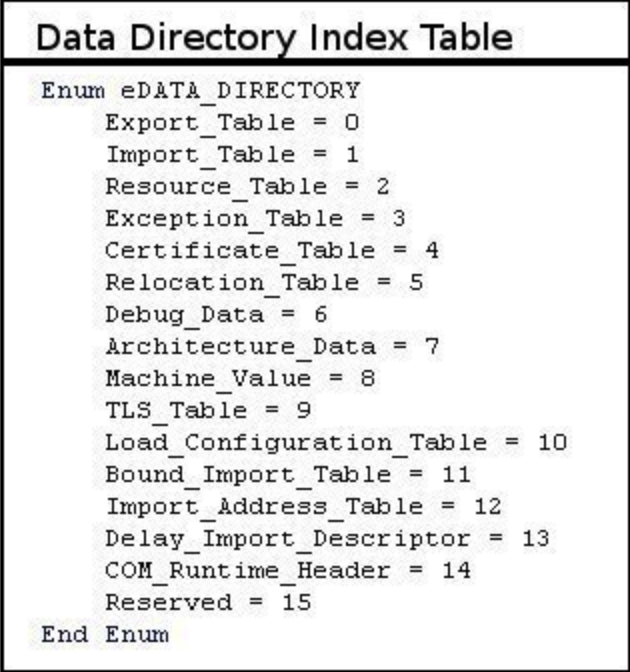 Data Directory Index Table
Enum eDATA_DIRECTORY
Export_Table = 0
Import_Table = 1
Resource_Table = 2
Exception_Table = 3
Certificate_Table = 4
Relocation_Table = 5
Debug_Data = 6
Architecture_Data = 7
Machine_Value = 8
TLS_Table = 9
Load_Configuration_Table = 10
Bound_Import_Table = 11
Import_Address_Table = 12
Delay_Import_Descriptor = 13
COM_Runtime_Header = 14
Reserved = 15
End Enum